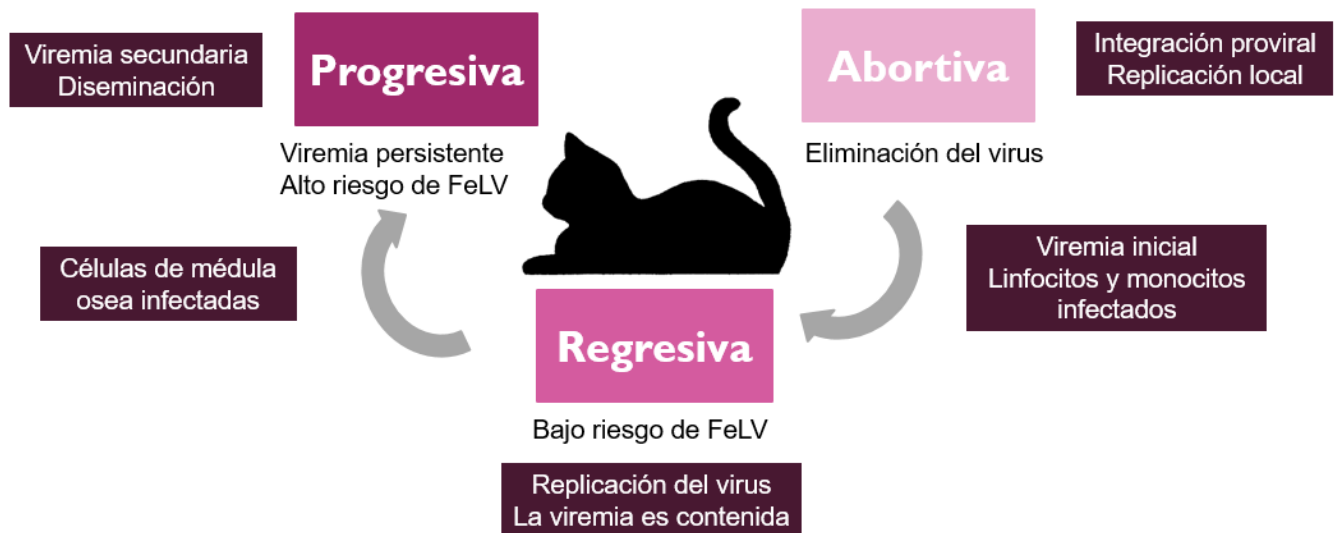 Viremia secundaria
Diseminación
Progresiva
Viremia persistente
Alto riesgo de FeLV
Abortiva
Eliminación del virus
Integración proviral
Replicación local
Células de médula
osea infectadas
Viremia inicial
Linfocitos y monocitos
infectados
Regresiva
Bajo riesgo de FeLV
Replicación del virus
La viremia es contenida